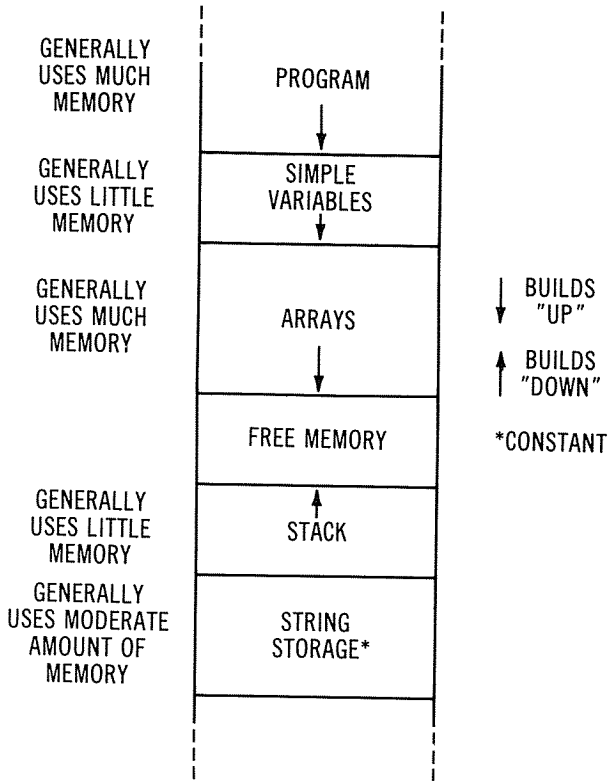 GENERALLY
USES MUCH
MEMORY
PROGRAM
GENERALLY
USES LITTLE
MEMORY
SIMPLE
VARIABLES
GENERALLY
USES MUCH
MEMORY
ARRAYS
BUILDS
"UP"
BUILDS
"DOWN"
FREE MEMORY
*CONSTANT
GENERALLY
USES LITTLE
MEMORY
STACK
GENERALLY
USES MODERATE
AMOUNT OF
MEMORY
STRING
STORAGE*